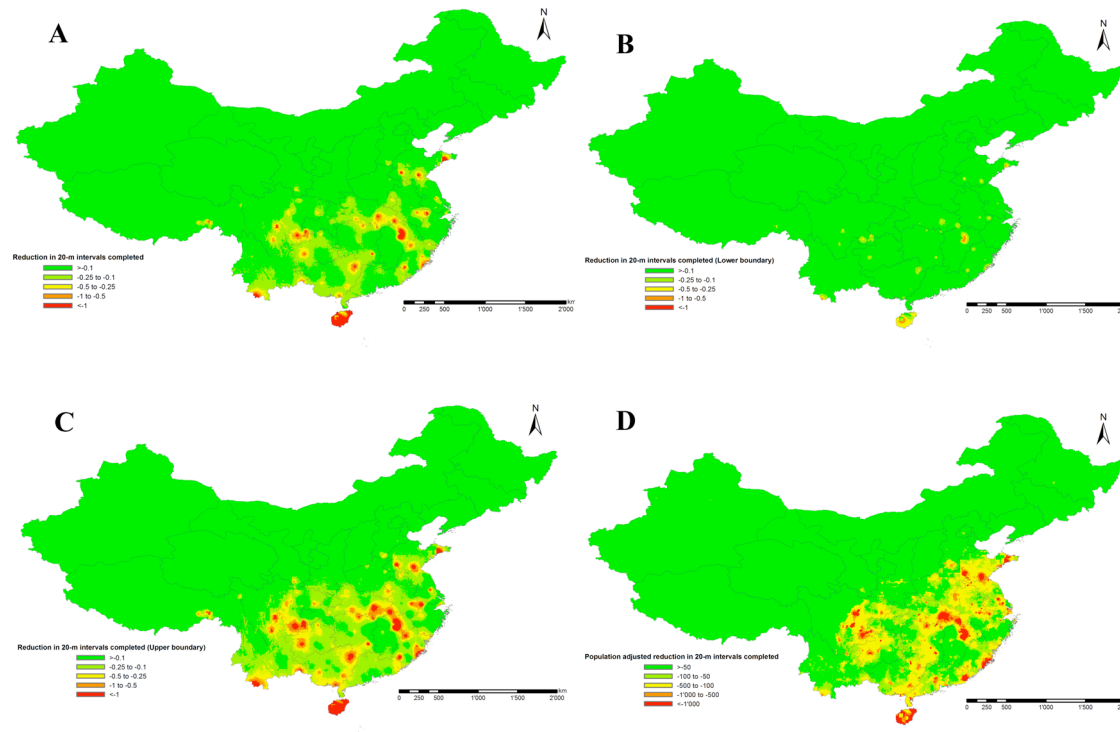 A
N
Reduction in 20-m intervals completed
>-0.1
-0.25 to -0.1
-0.5 to -0.25
-1 to -0.5
<-1
0 250 500 1'000 1'500 2'000
km
B
N
Reduction in 20-m intervals completed (Lower boundary)
>-0.1
-0.25 to -0.1
-0.5 to -0.25
-1 to -0.5
<-1
0 250 500 1'000 1'500
C
N
Reduction in 20-m intervals completed (Upper boundary)
>-0.1
-0.25 to -0.1
-0.5 to -0.25
-1 to -0.5
<-1
0 250 500 1'000 1'500 2'000
km
D
N
Population adjusted reduction in 20-m intervals completed
>-50
-100 to -50
-500 to -100
-1'000 to -500
<-1'000
0 250 500 1'000 1'500